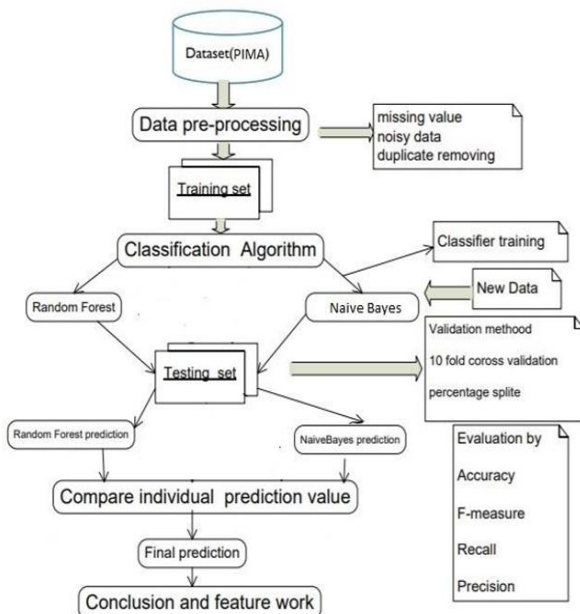 Dataset(PIMA)
Data pre-processing
missing value
noisy data
duplicate removing
Training set
Classification Algorithm
Classifier training
Random Forest
Naive Bayes
New Data
Validation methood
10 fold coross validation
percentage splite
Testing set
Random Forest prediction
NaiveBayes prediction
Evaluation by
Accuracy
F-measure
Recall
Precision
Compare individual prediction value
Final prediction
Conclusion and feature work